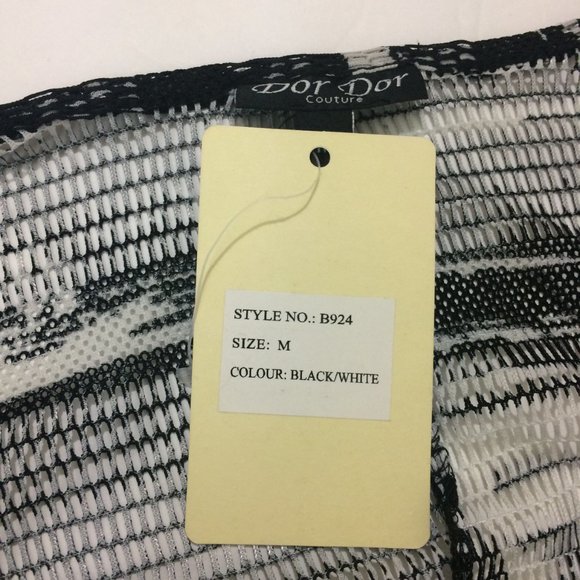 Dor Dor
Couture
STYLE NO.: B924
SIZE: M
COLOUR: BLACK/WHITE